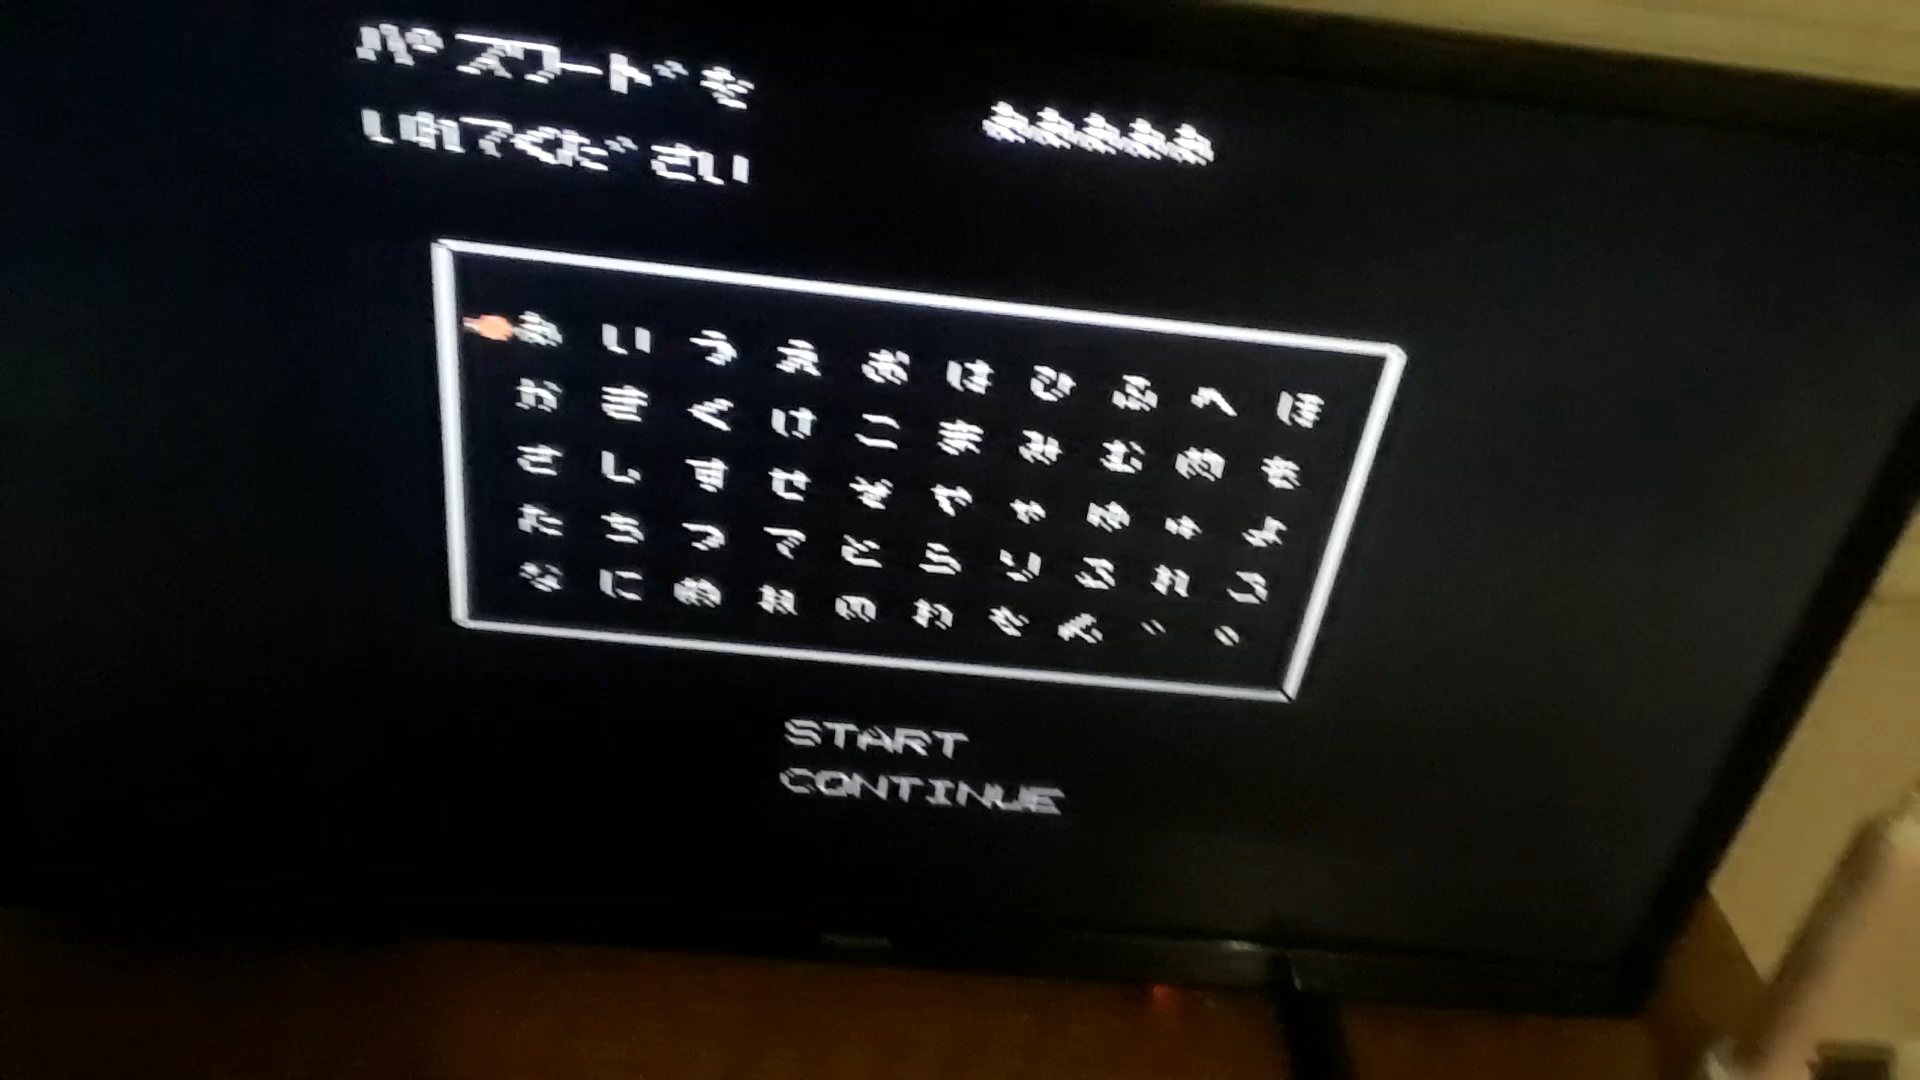 パスワードを
いれてください
あああああ
あ い う え お は ひ ふ へ ほ
か き く け こ ま み む め も
さ し す せ そ や ゃ ゆ ゅ よ
た ち つ て と ら り る れ ろ
な に ぬ ね の わ を ん ゛ ゜
START
CONTINUE